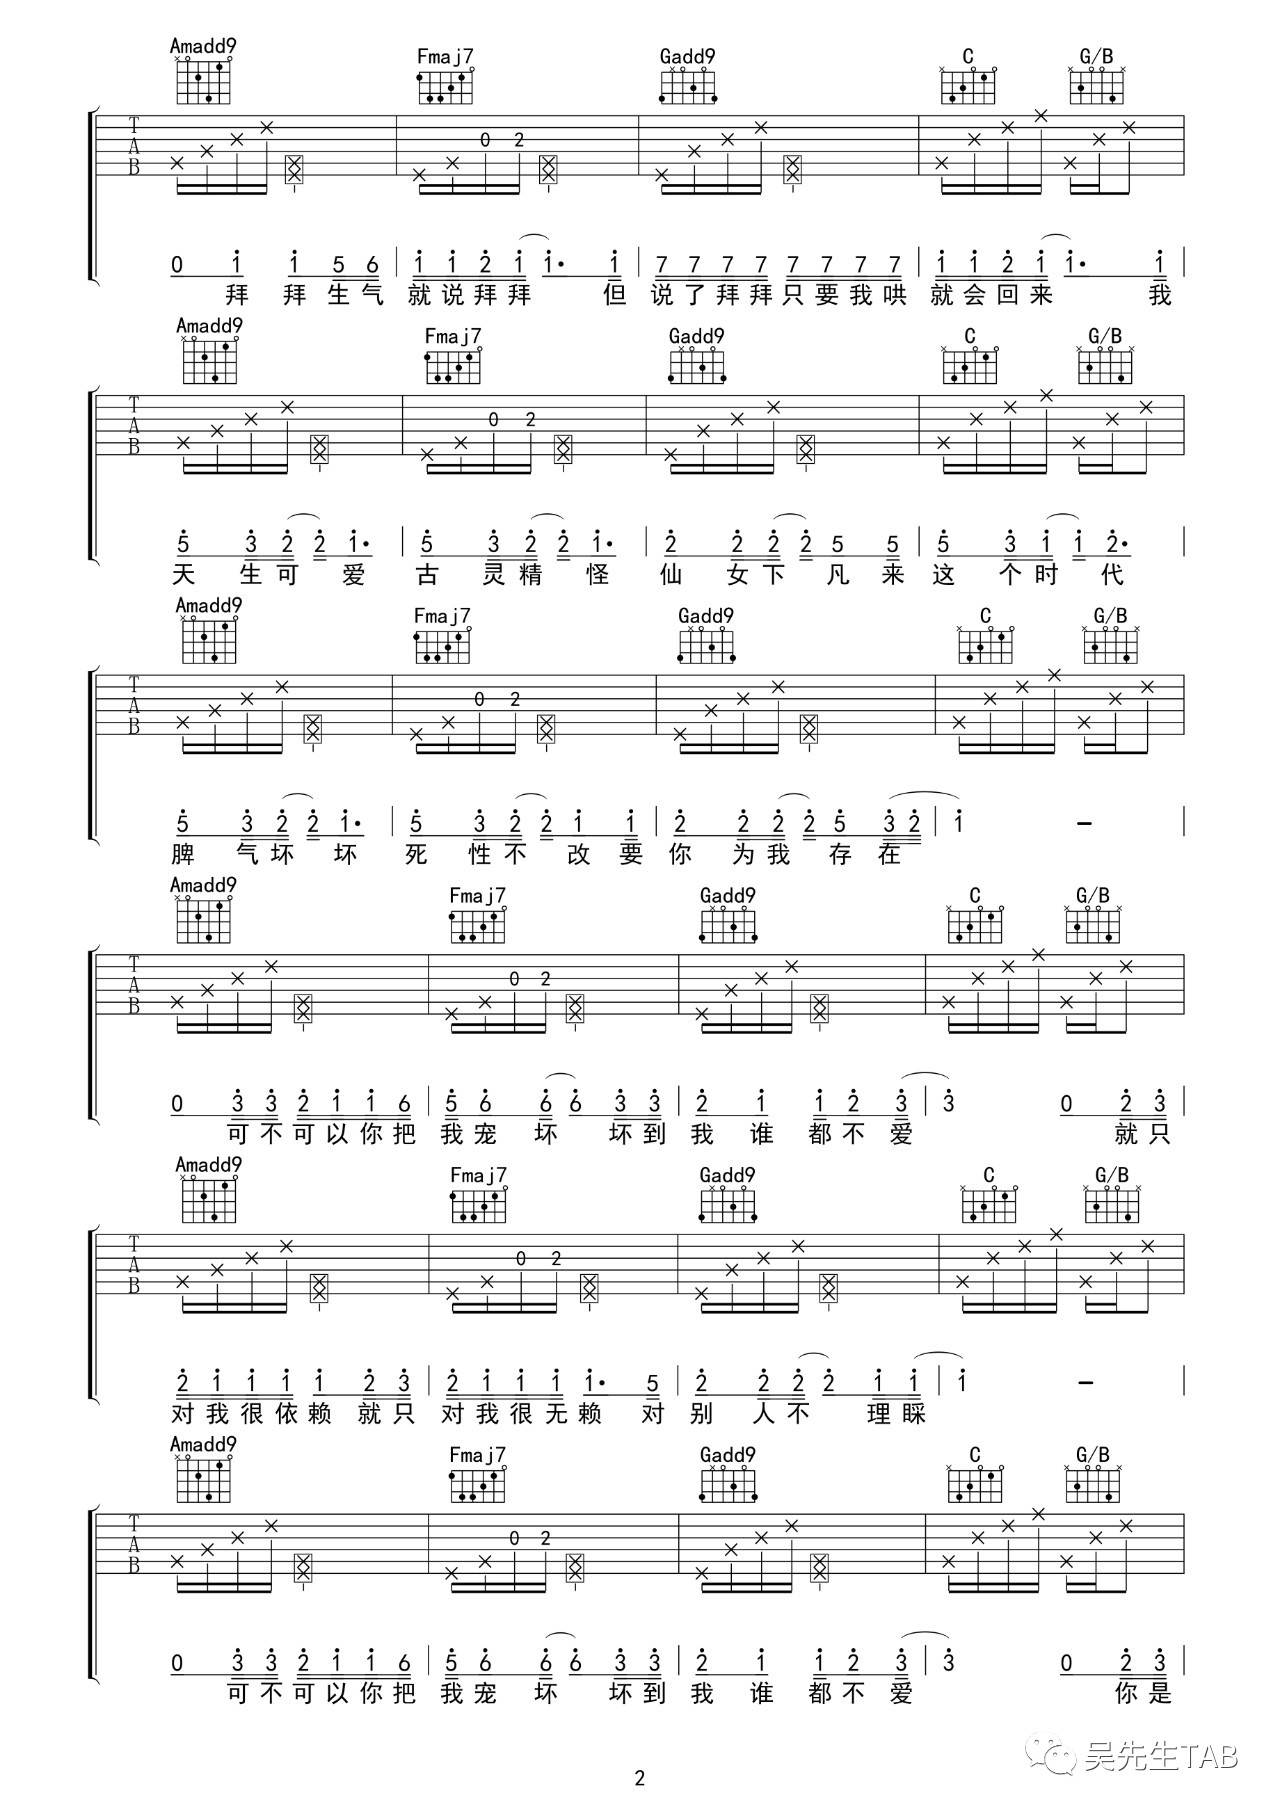 Amadd9 Fmaj7 Gadd9 C G/B
T A B 0 2
0 1 1 5 6 1 1 2 1 1· 1 7 7 7 7 7 7 7 7 1 1 2 1 1· 1
拜 拜 生 气 就 说 拜 拜 但 说 了 拜 拜 只 要 我 哄 就 会 回 来 我
Amadd9 Fmaj7 Gadd9 C G/B
T A B 0 2
5 3 2 2 1· 5 3 2 2 1· 2 2 2 2 5 5 5 3 1 1 2·
天 生 可 爱 古 灵 精 怪 仙 女 下 凡 来 这 个 时 代
Amadd9 Fmaj7 Gadd9 C G/B
T A B 0 2
5 3 2 2 1· 5 3 2 2 1 1 2 2 2 2 5 3 2 1 –
脾 气 坏 坏 死 性 不 改 要 你 为 我 存 在
Amadd9 Fmaj7 Gadd9 C G/B
T A B 0 2
0 3 3 2 1 1 6 5 6 6 6 3 3 2 1 1 2 3 3 0 2 3
可 不 可 以 你 把 我 宠 坏 坏 到 我 谁 都 不 爱 就 只
Amadd9 Fmaj7 Gadd9 C G/B
T A B 0 2
2 1 1 1 1 2 3 2 1 1 1 1· 5 2 2 2 2 1 1 1 –
对 我 很 依 赖 就 只 对 我 很 无 赖 对 别 人 不 理 睬
Amadd9 Fmaj7 Gadd9 C G/B
T A B 0 2
0 3 3 2 1 1 6 5 6 6 6 3 3 2 1 1 2 3 3 0 2 3
可 不 可 以 你 把 我 宠 坏 坏 到 我 谁 都 不 爱 你 是
吴先生TAB
2